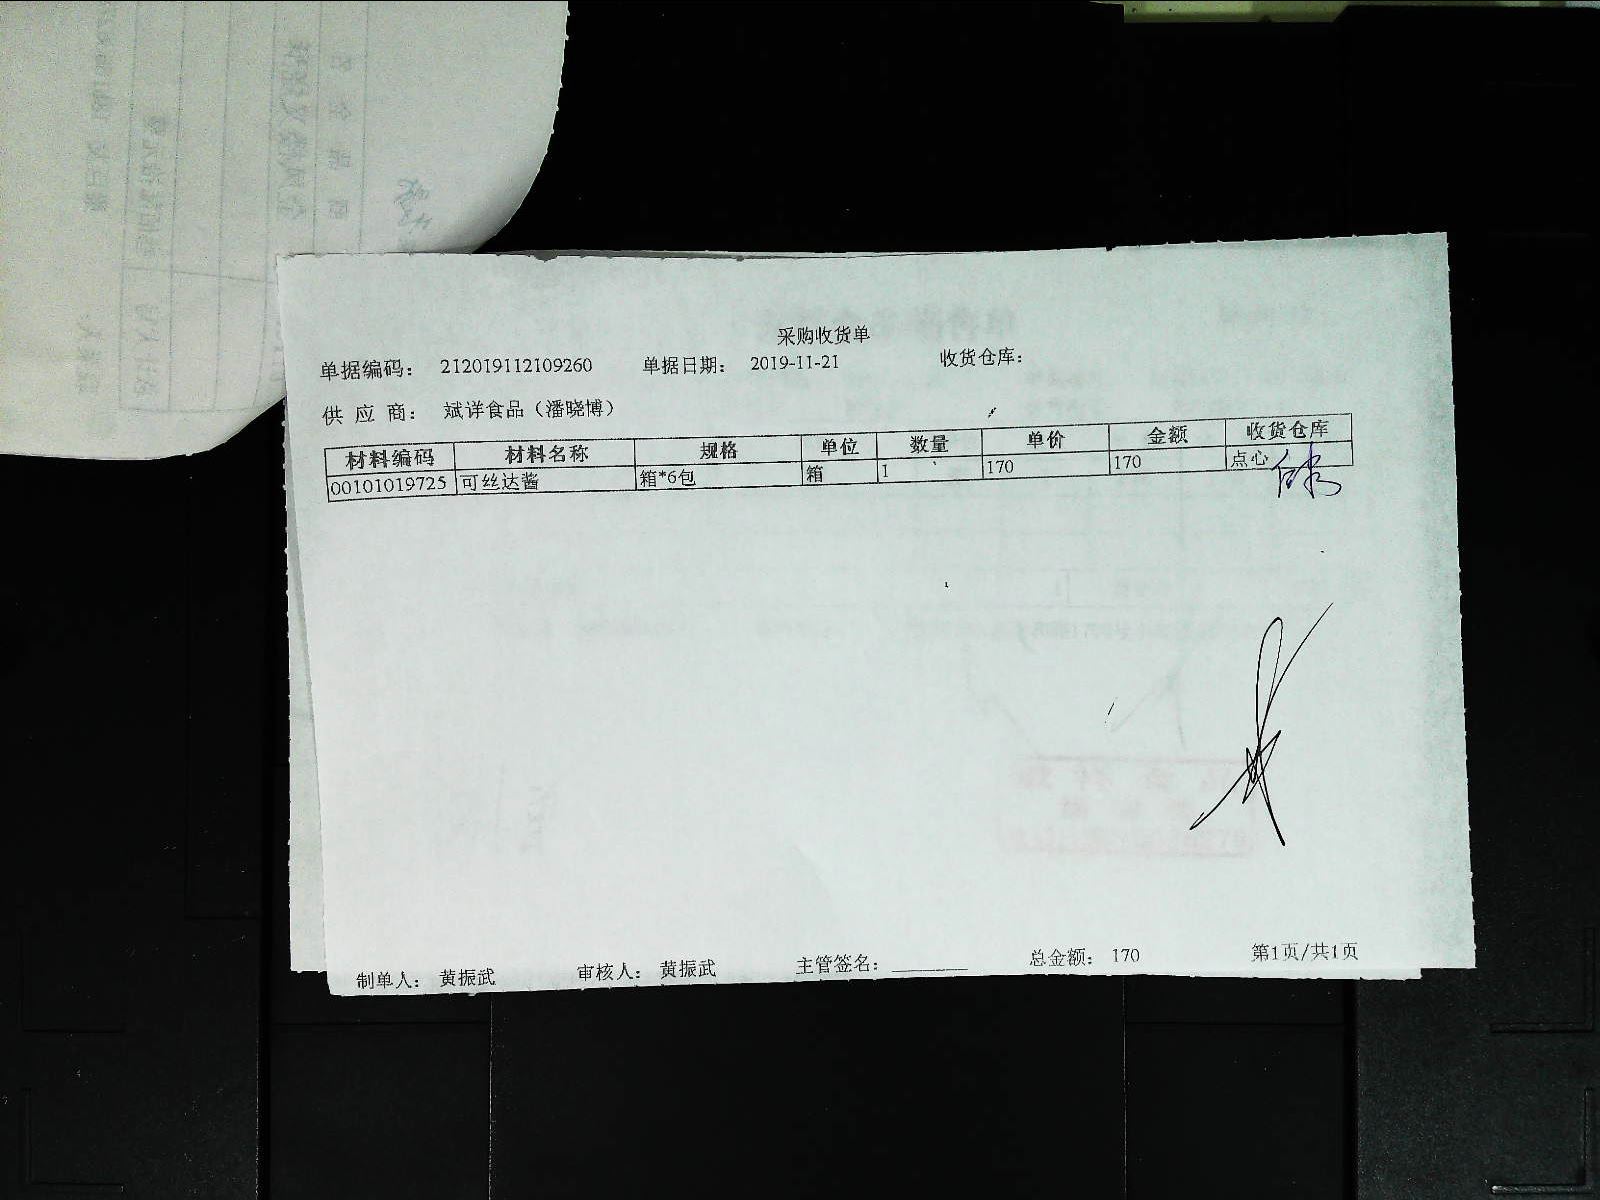 采购收货单
单据编码： 212019112109260 单据日期： 2019-11-21 收货仓库：
供 应 商： 斌详食品（潘晓博）
材料编码 材料名称 规格 单位 数量 单价 金额 收货仓库
00101019725 可丝达酱 箱*6包 箱 1 170 170 点心
制单人： 黄振武 审核人： 黄振武 主管签名：_______ 总金额： 170 第1页/共1页